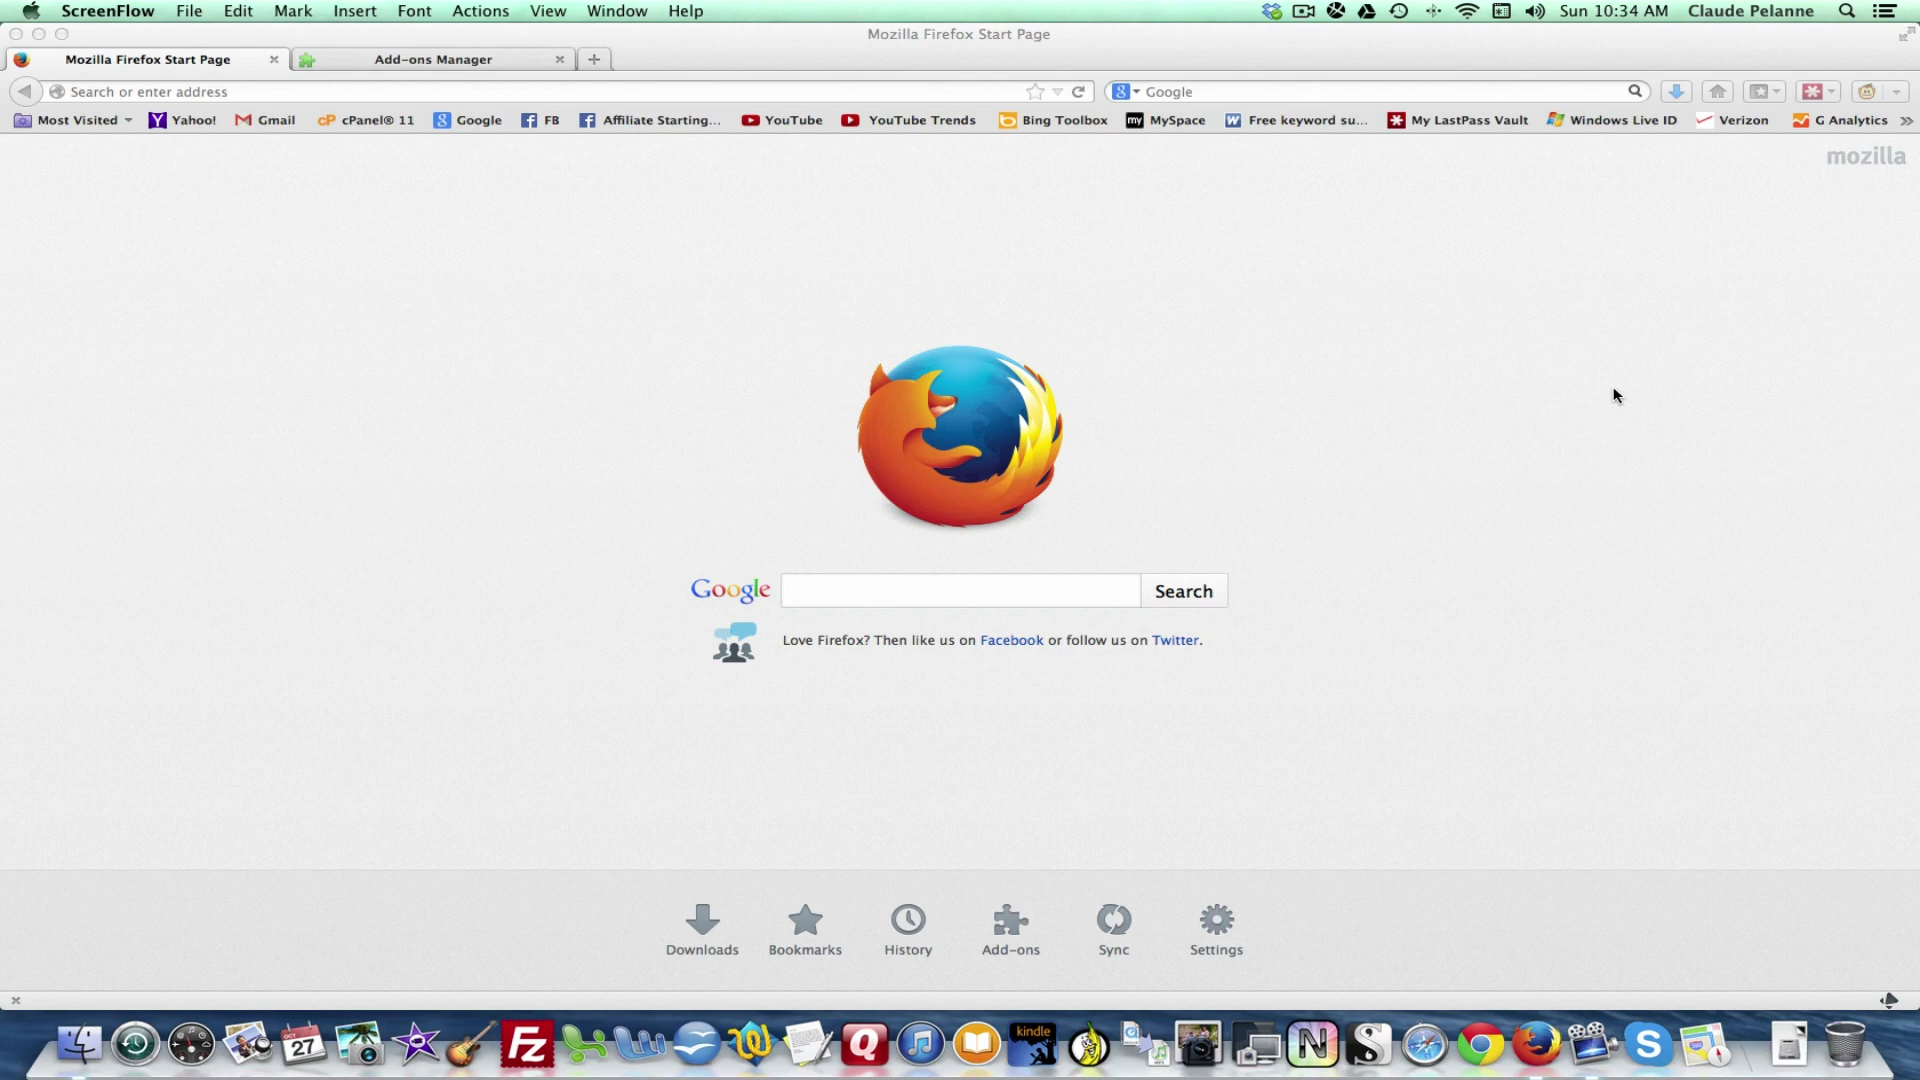 ScreenFlow File Edit Mark Insert Font Actions View Window Help Sun 10:34 AM Claude Pelanne
Mozilla Firefox Start Page
Mozilla Firefox Start Page Add-ons Manager
Search or enter address Google
Most Visited Yahoo! Gmail cPanel® 11 Google FB Affiliate Starting... YouTube YouTube Trends Bing Toolbox MySpace Free keyword su... My LastPass Vault Windows Live ID Verizon G Analytics
mozilla
Google Search
Love Firefox? Then like us on Facebook or follow us on Twitter.
Downloads Bookmarks History Add-ons Sync Settings
OCT
27
Fz
kindle